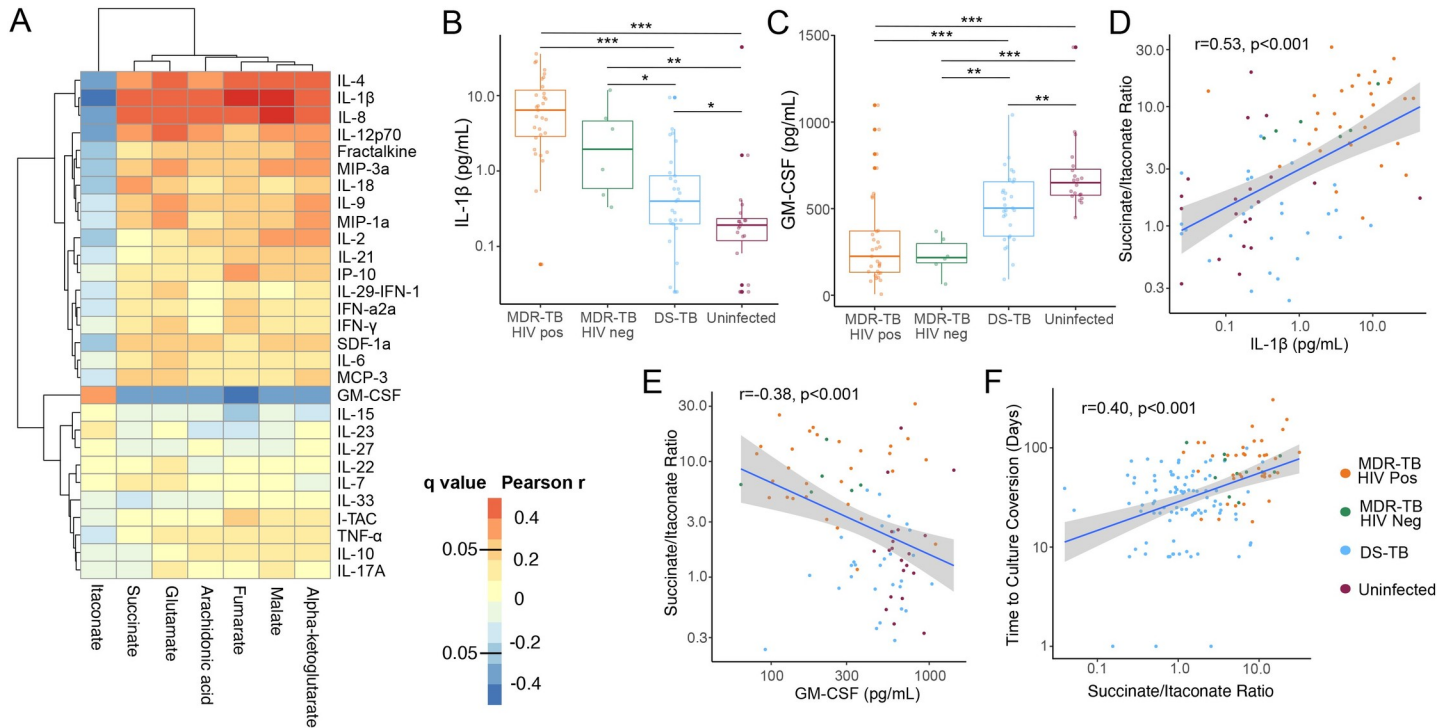 A
IL-4
IL-1β
IL-8
IL-12p70
Fractalkine
MIP-3a
IL-18
IL-9
MIP-1a
IL-2
IL-21
IP-10
IL-29-IFN-1
IFN-a2a
IFN-γ
SDF-1a
IL-6
MCP-3
GM-CSF
IL-15
IL-23
IL-27
IL-22
IL-7
IL-33
I-TAC
TNF-α
IL-10
IL-17A
Itaconate
Succinate
Glutamate
Arachidonic acid
Fumarate
Malate
Alpha-ketoglutarate
q value Pearson r
0.4
0.05
0.2
0
-0.2
0.05
-0.4
B
***
***
**
*
*
IL-1β (pg/mL)
10.0
1.0
0.1
MDR-TB
HIV pos
MDR-TB
HIV neg
DS-TB
Uninfected
C
***
***
***
**
**
GM-CSF (pg/mL)
1500
1000
500
0
MDR-TB
HIV pos
MDR-TB
HIV neg
DS-TB
Uninfected
D
r=0.53, p<0.001
Succinate/Itaconate Ratio
30.0
10.0
3.0
1.0
0.3
0.1 1.0 10.0
IL-1β (pg/mL)
E
r=-0.38, p<0.001
Succinate/Itaconate Ratio
30.0
10.0
3.0
1.0
0.3
100 300 1000
GM-CSF (pg/mL)
F
r=0.40, p<0.001
Time to Culture Coversion (Days)
100
10
1
0.1 1.0 10.0
Succinate/Itaconate Ratio
MDR-TB
HIV Pos
MDR-TB
HIV Neg
DS-TB
Uninfected